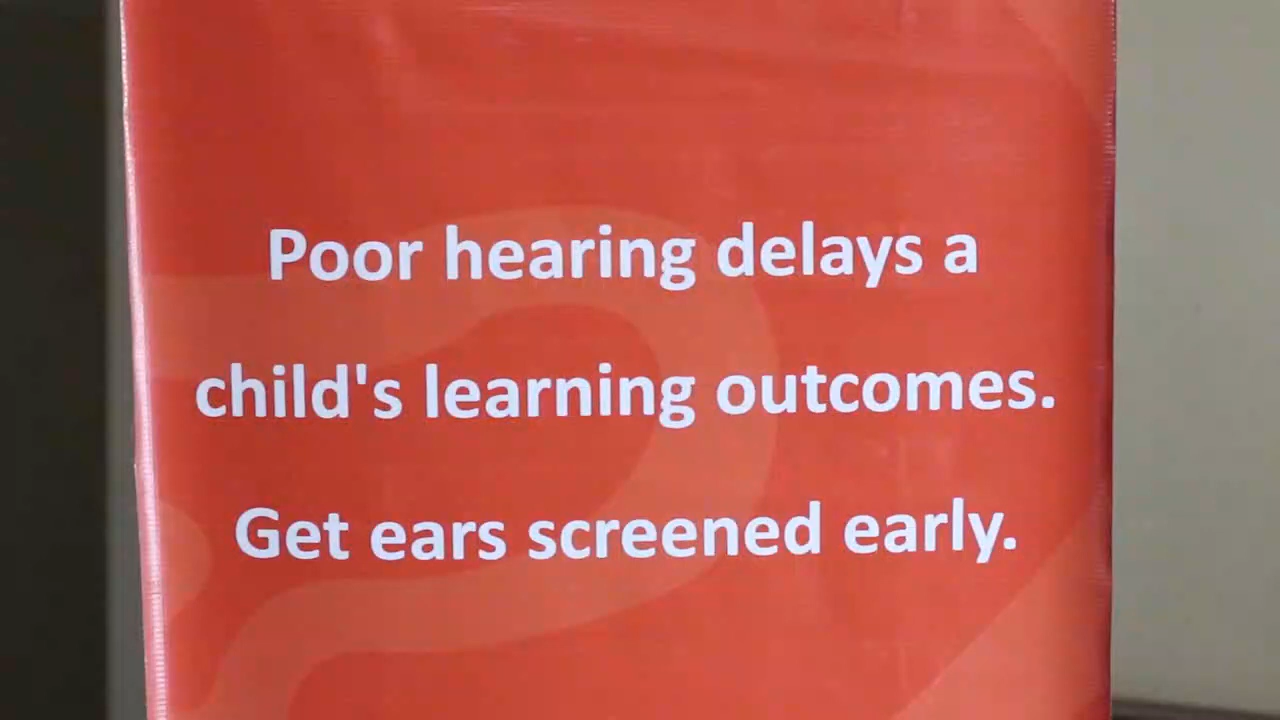 Poor hearing delays a
child's learning outcomes.
Get ears screened early.